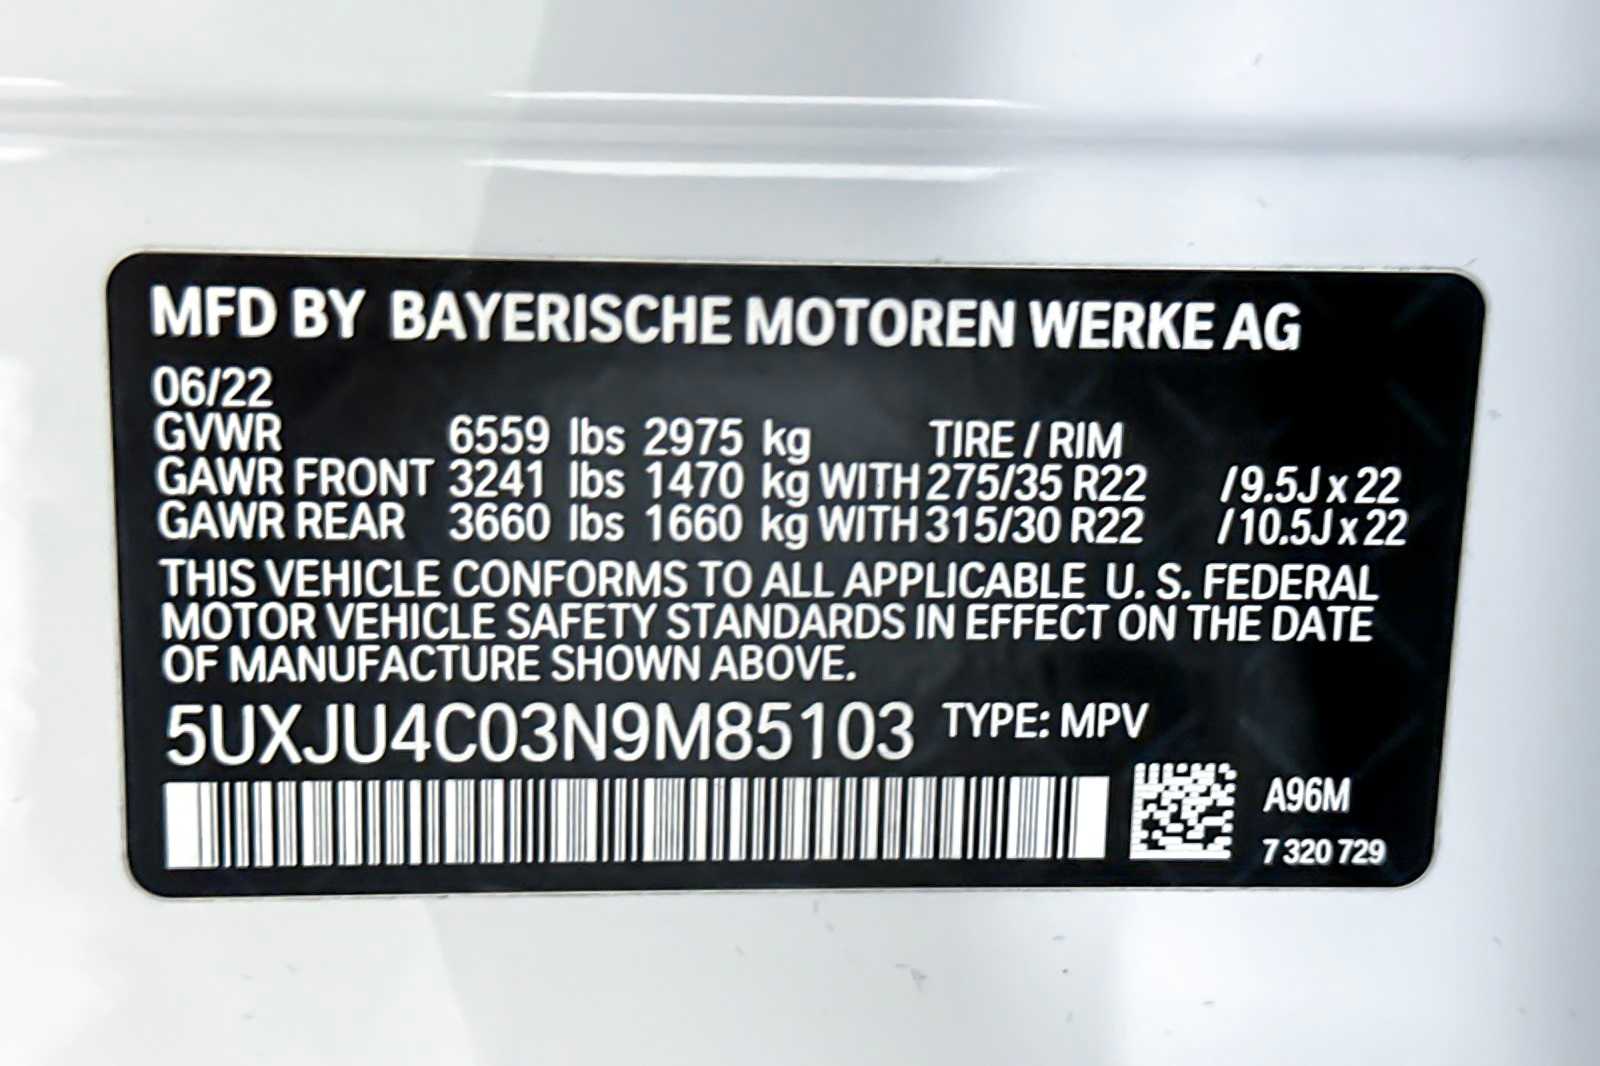 MFD BY BAYERISCHE MOTOREN WERKE AG
06/22
GVWR 6559 lbs 2975 kg TIRE / RIM
GAWR FRONT 3241 lbs 1470 kg WITH 275/35 R22 / 9.5J x 22
GAWR REAR 3660 lbs 1660 kg WITH 315/30 R22 / 10.5J x 22
THIS VEHICLE CONFORMS TO ALL APPLICABLE U. S. FEDERAL
MOTOR VEHICLE SAFETY STANDARDS IN EFFECT ON THE DATE
OF MANUFACTURE SHOWN ABOVE.
5UXJU4C03N9M85103 TYPE: MPV
A96M
7 320 729